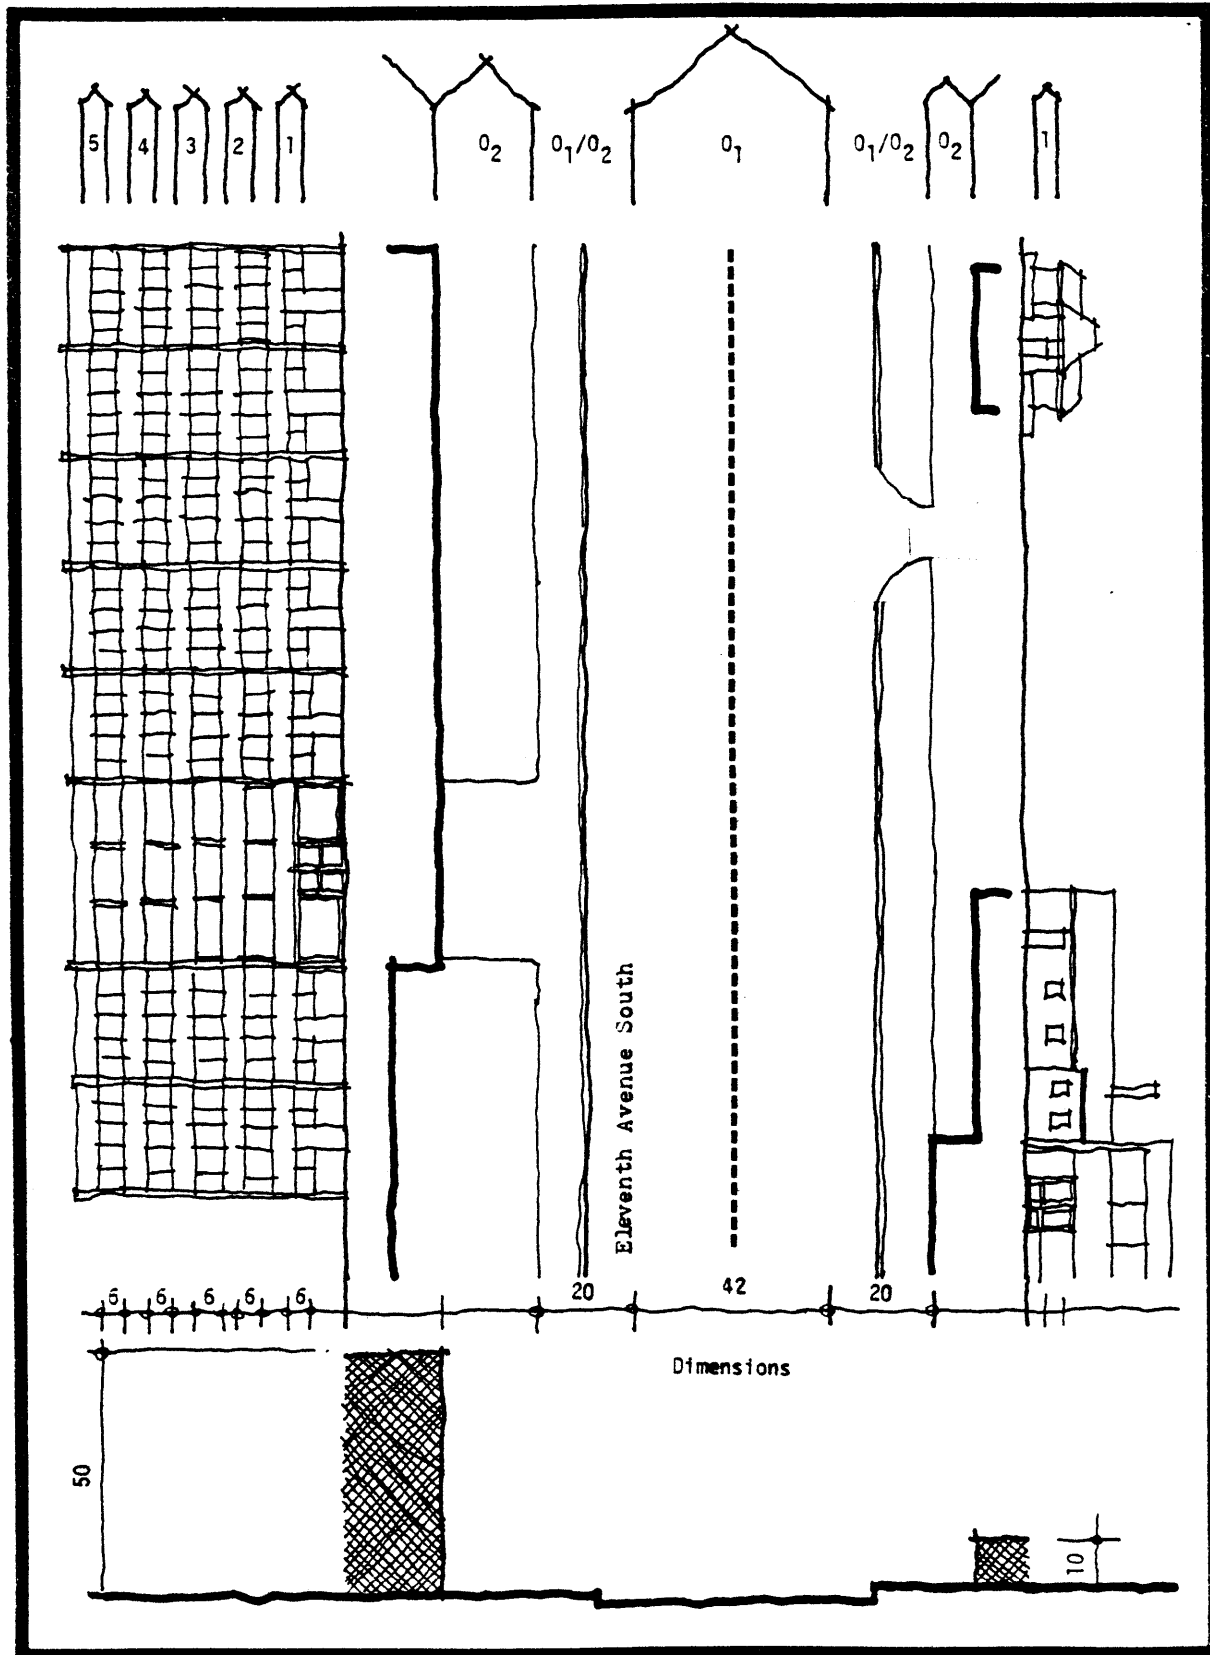 5 4 3 2 1 O₂ O₁/O₂ O₁ O₁/O₂ O₂ 1
Eleventh Avenue South
6 6 6 6 6 20 42 20
Dimensions
50
10